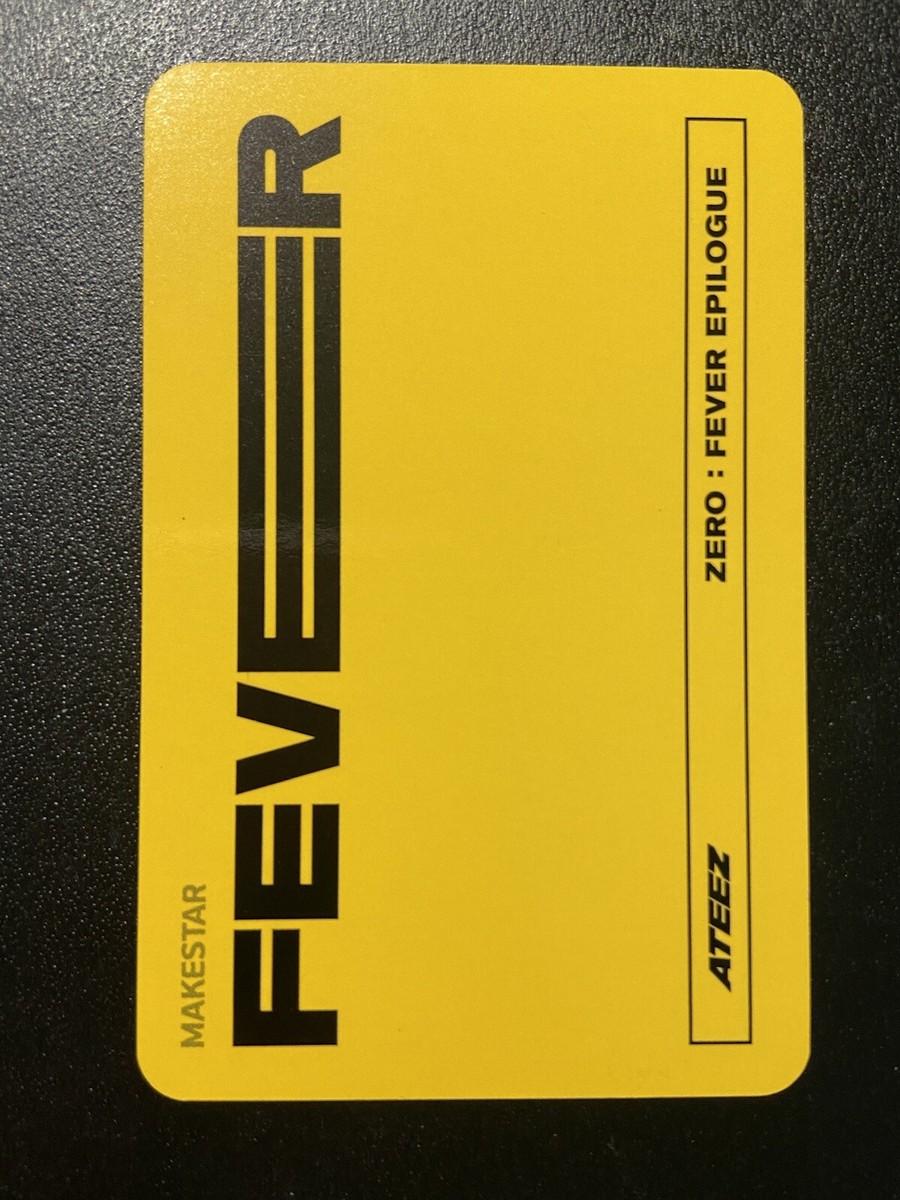 MAKESTAR
FEVER
ATEEZ ZERO : FEVER EPILOGUE